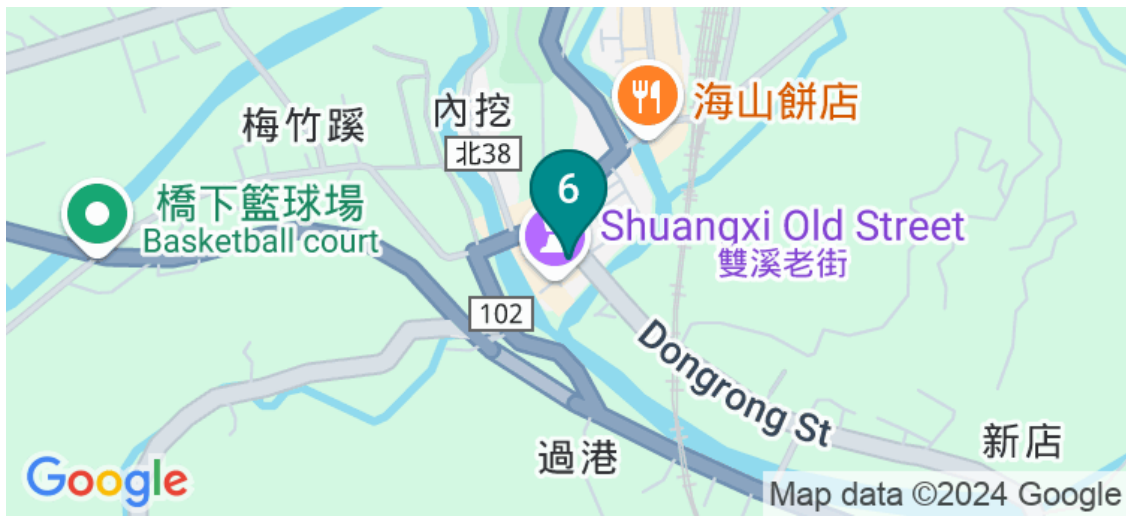 海山餅店
內挖
梅竹蹊
北38
6
橋下籃球場
Basketball court
Shuangxi Old Street
雙溪老街
102
Dongrong St
新店
過港
Google
Map data ©2024 Google